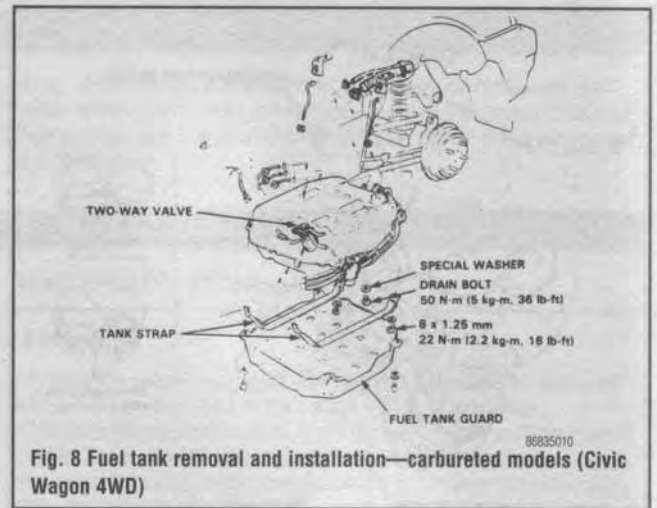 TWO-WAY VALVE
SPECIAL WASHER
DRAIN BOLT
50 N·m (5 kg-m, 36 lb-ft)
TANK STRAP
8 x 1.25 mm
22 N·m (2.2 kg-m, 16 lb-ft)
FUEL TANK GUARD
86835010
Fig. 8 Fuel tank removal and installation—carbureted models (Civic
Wagon 4WD)